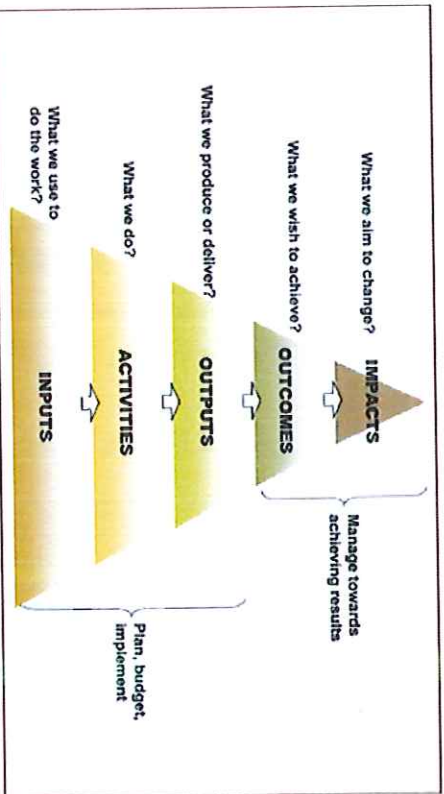 What we aim to change?
IMPACTS
What we wish to achieve?
OUTCOMES
Manage towards
achieving results
What we produce or deliver?
OUTPUTS
What we do?
ACTIVITIES
Plan, budget,
implement
What we use to
do the work?
INPUTS